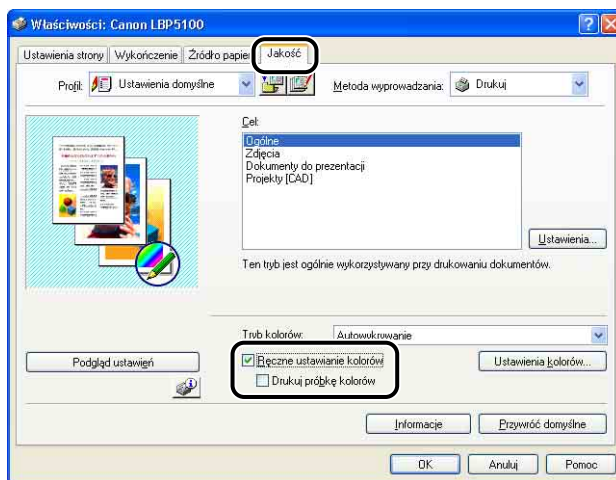 Właściwości: Canon LBP5100
Ustawienia strony Wykończenie Źródło papier Jakość
Profil: Ustawienia domyślne Metoda wyprowadzania: Drukuj
Cel:
Ogólne
Zdjęcia
Dokumenty do prezentacji
Projekty [CAD]
Ustawienia...
Ten tryb jest ogólnie wykorzystywany przy drukowaniu dokumentów.
Tryb kolorów: Autowykrywanie
Podgląd ustawień Ręczne ustawianie kolorów Ustawienia kolorów...
Drukuj próbkę kolorów
Informacje Przywróć domyślne
OK Anuluj Pomoc